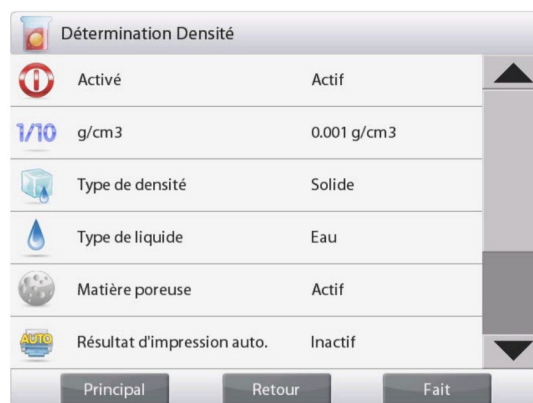 Détermination Densité
Activé Actif
1/10 g/cm3 0.001 g/cm3
Type de densité Solide
Type de liquide Eau
Matière poreuse Actif
AUTO Résultat d'impression auto. Inactif
Principal Retour Fait